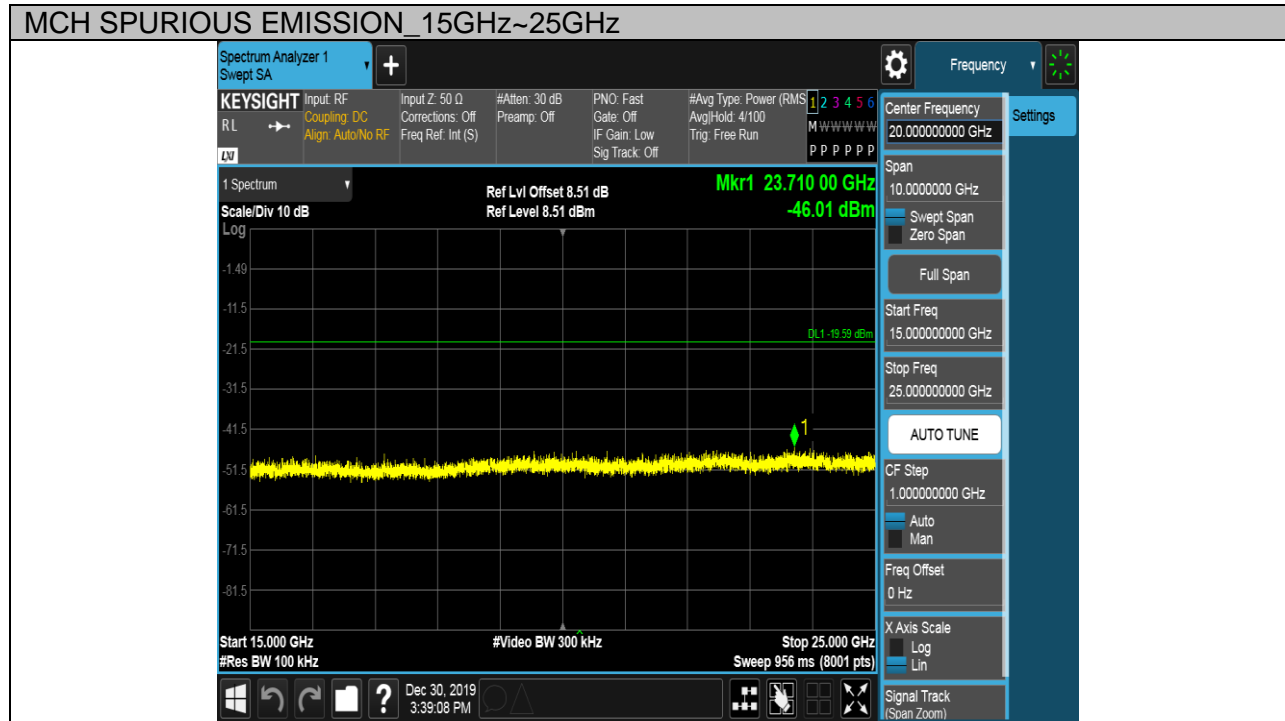 MCH SPURIOUS EMISSION_15GHz~25GHz
Spectrum Analyzer 1
Swept SA
+
Frequency
KEYSIGHT
RL
LXI
Input: RF
Coupling: DC
Align: Auto/No RF
Input Z: 50 Ω
Corrections: Off
Freq Ref: Int (S)
#Atten: 30 dB
Preamp: Off
PNO: Fast
Gate: Off
IF Gain: Low
Sig Track: Off
#Avg Type: Power (RMS
Avg|Hold: 4/100
Trig: Free Run
1 2 3 4 5 6
M W W W W W
P P P P P P
1 Spectrum
Scale/Div 10 dB
Log
Ref Lvl Offset 8.51 dB
Ref Level 8.51 dBm
Mkr1 23.710 00 GHz
-46.01 dBm
-1.49
-11.5
DL1 -19.59 dBm
-21.5
-31.5
-41.5
1
-51.5
-61.5
-71.5
-81.5
Start 15.000 GHz
#Res BW 100 kHz
#Video BW 300 kHz
Stop 25.000 GHz
Sweep 956 ms (8001 pts)
?
Dec 30, 2019
3:39:08 PM
Center Frequency
20.000000000 GHz
Settings
Span
10.0000000 GHz
Swept Span
Zero Span
Full Span
Start Freq
15.000000000 GHz
Stop Freq
25.000000000 GHz
AUTO TUNE
CF Step
1.000000000 GHz
Auto
Man
Freq Offset
0 Hz
X Axis Scale
Log
Lin
Signal Track
(Span Zoom)